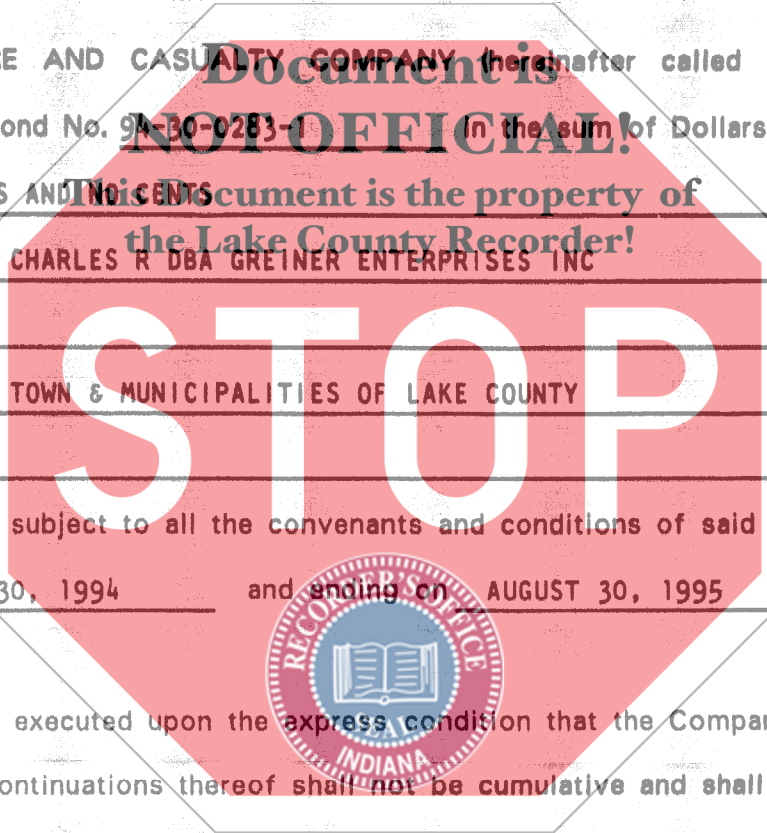 RE AND CASUALTY COMPANY (hereinafter called
Document is
ond No. 94-30-0283-1 in the sum of Dollars
NOT OFFICIAL!
S AND NO CENTS
This Document is the property of
the Lake County Recorder!
CHARLES R DBA GREINER ENTERPRISES INC
STOP
TOWN & MUNICIPALITIES OF LAKE COUNTY
subject to all the convenants and conditions of said
30, 1994 and ending on AUGUST 30, 1995
RECORDER'S OFFICE
SEAL
INDIANA
executed upon the express condition that the Compa
ontinuations thereof shall not be cumulative and shall